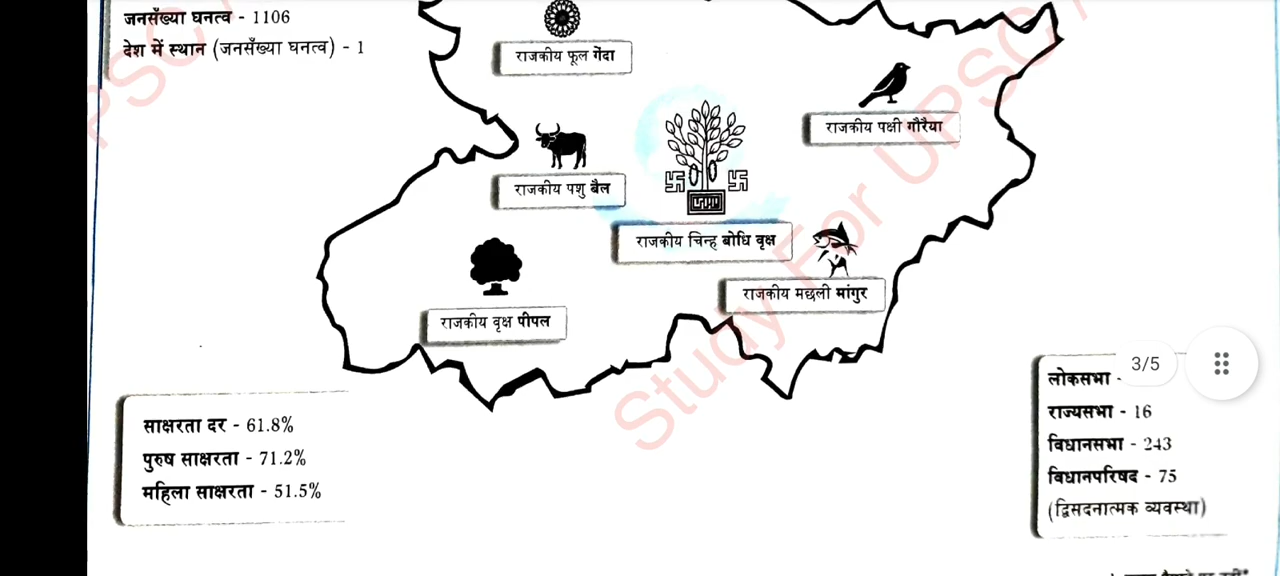 जनसँख्या घनत्व - 1106
देश में स्थान (जनसँख्या घनत्व) - 1
राजकीय फूल गेंदा
राजकीय पक्षी गौरैया
राजकीय पशु बैल
राजकीय चिन्ह बोधि वृक्ष
राजकीय मछली मांगुर
राजकीय वृक्ष पीपल
साक्षरता दर - 61.8%
पुरुष साक्षरता - 71.2%
महिला साक्षरता - 51.5%
3/5
लोकसभा -
राज्यसभा - 16
विधानसभा - 243
विधानपरिषद - 75
(द्विसदनात्मक व्यवस्था)
Study For UPSC